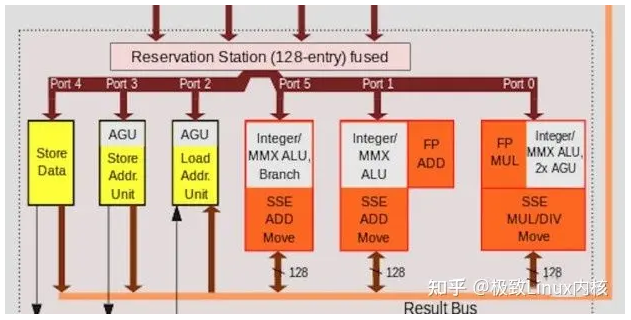 Reservation Station (128-entry) fused
Port 4
Port 3
Port 2
Port 5
Port 1
Port 0
Store
Data
AGU
Store
Addr.
Unit
AGU
Load
Addr.
Unit
Integer/
MMX ALU,
Branch
SSE
ADD
Move
Integer/
MMX
ALU
SSE
ADD
Move
FP
ADD
FP
MUL
Integer/
MMX ALU,
2x AGU
SSE
MUL/DIV
Move
128
128
128
知乎 @极致Linux内核
Result Bus